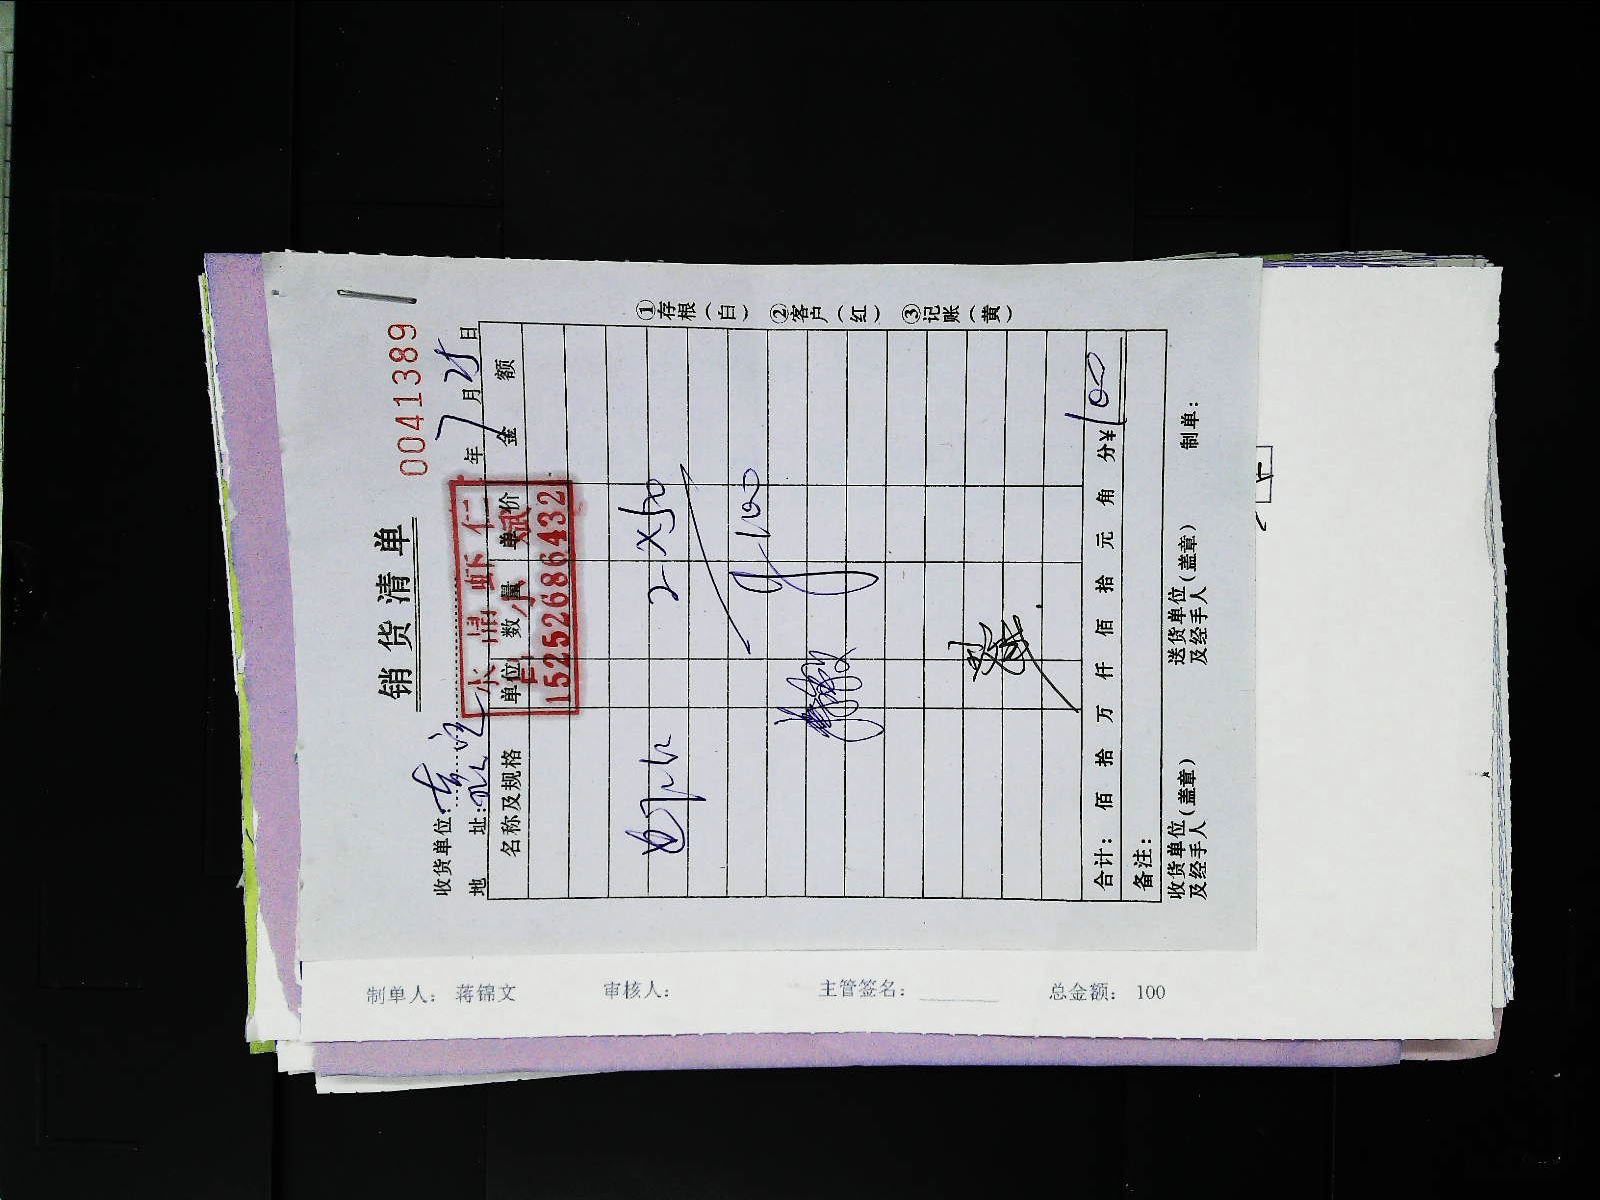 销货清单
0041389
收货单位:
年 7 月 25 日
地 址:
水晶虾仁
15252686432
名称及规格 单位 数量 单价 金额
2-X50
100
合计: 佰 拾 万 仟 佰 拾 元 角 分¥ 100
备注:
收货单位及经手人(盖章) 送货单位及经手人(盖章) 制单:
①存根(白) ②客户(红) ③记账(黄)
制单人: 蒋锦文 审核人: 主管签名: 总金额: 100